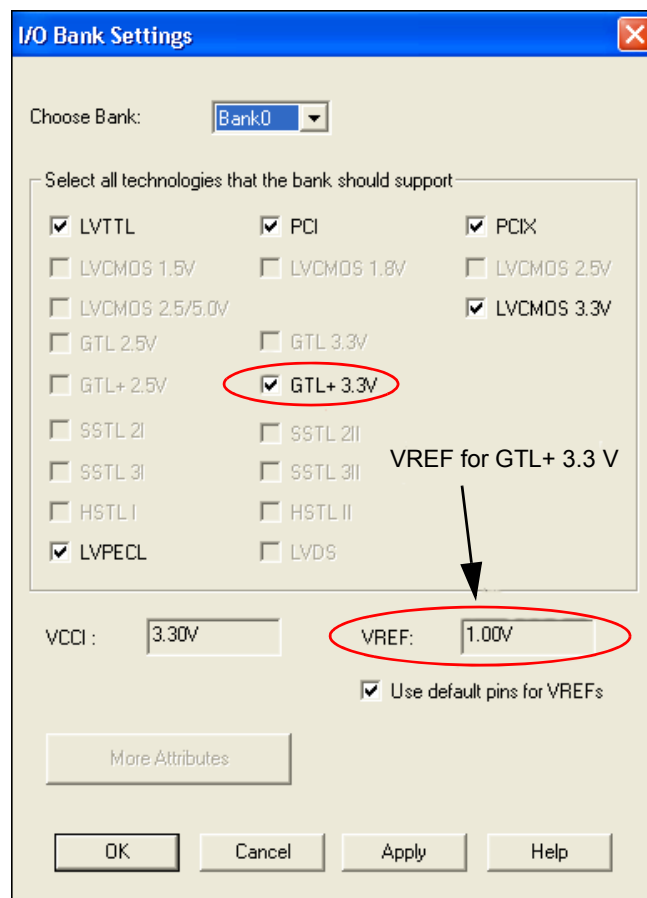 I/O Bank Settings
Choose Bank: Bank0
Select all technologies that the bank should support
LVTTL PCI PCIX
LVCMOS 1.5V LVCMOS 1.8V LVCMOS 2.5V
LVCMOS 2.5/5.0V LVCMOS 3.3V
GTL 2.5V GTL 3.3V
GTL+ 2.5V GTL+ 3.3V
SSTL 2I SSTL 2II
VREF for GTL+ 3.3 V
SSTL 3I SSTL 3II
HSTL I HSTL II
LVPECL LVDS
VCCI : 3.30V VREF: 1.00V
Use default pins for VREFs
More Attributes
OK Cancel Apply Help